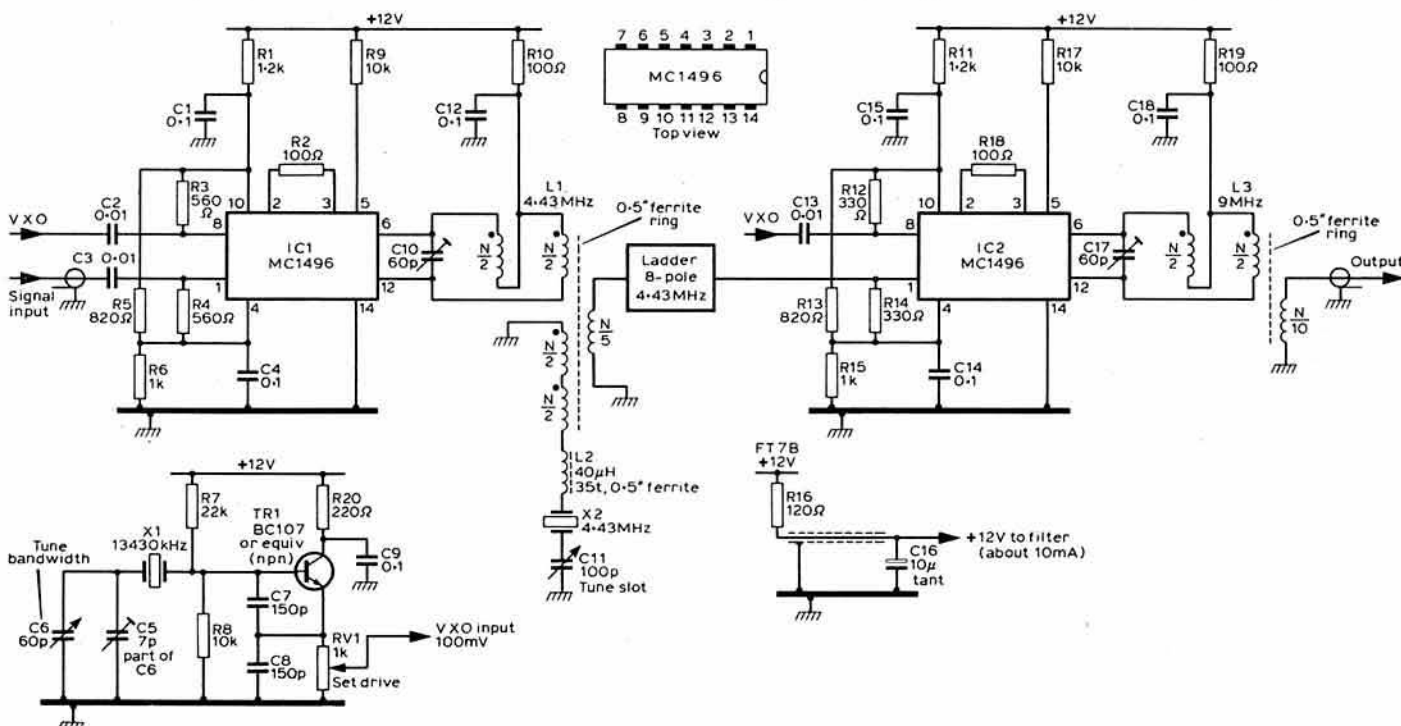 +12V
+12V
R1
1·2k
R9
10k
R10
100Ω
7 6 5 4 3 2 1
MC1496
8 9 10 11 12 13 14
Top view
R11
1·2k
R17
10k
R19
100Ω
C1
0·1
C12
0·1
C15
0·1
C18
0·1
R2
100Ω
R18
100Ω
L1
4·43MHz
L3
9MHz
0·5" ferrite
ring
0·5" ferrite
ring
VXO
C2
0·01
R3
560
Ω
10 2 3 5
8
6
IC1
MC1496
1
12
4
14
C3 0·01
Signal
input
R5
820Ω
R4
560Ω
R6
1k
C4
0·1
C10
60p
N/2
N/2
N/5
N/2
N/2
Ladder
8-pole
4·43MHz
VXO
C13
0·01
R12
330
Ω
10 2 3 5
8
6
IC2
MC1496
1
12
4
14
R13
820Ω
R14
330Ω
R15
1k
C14
0·1
C17
60p
N/2
N/2
N/10
Output
L2
40µH
35t, 0·5" ferrite
X2
4·43MHz
C11
100p
Tune slot
+12V
R7
22k
TR1
BC107
or equiv
(npn)
R20
220Ω
C9
0·1
X1
13430kHz
Tune
bandwidth
C6
60p
C5
7p
part of
C6
R8
10k
C7
150p
C8
150p
RV1
1k
Set drive
VXO input
100mV
FT7B
+12V
R16
120Ω
+12V to filter
(about 10mA)
C16
10µ
tant